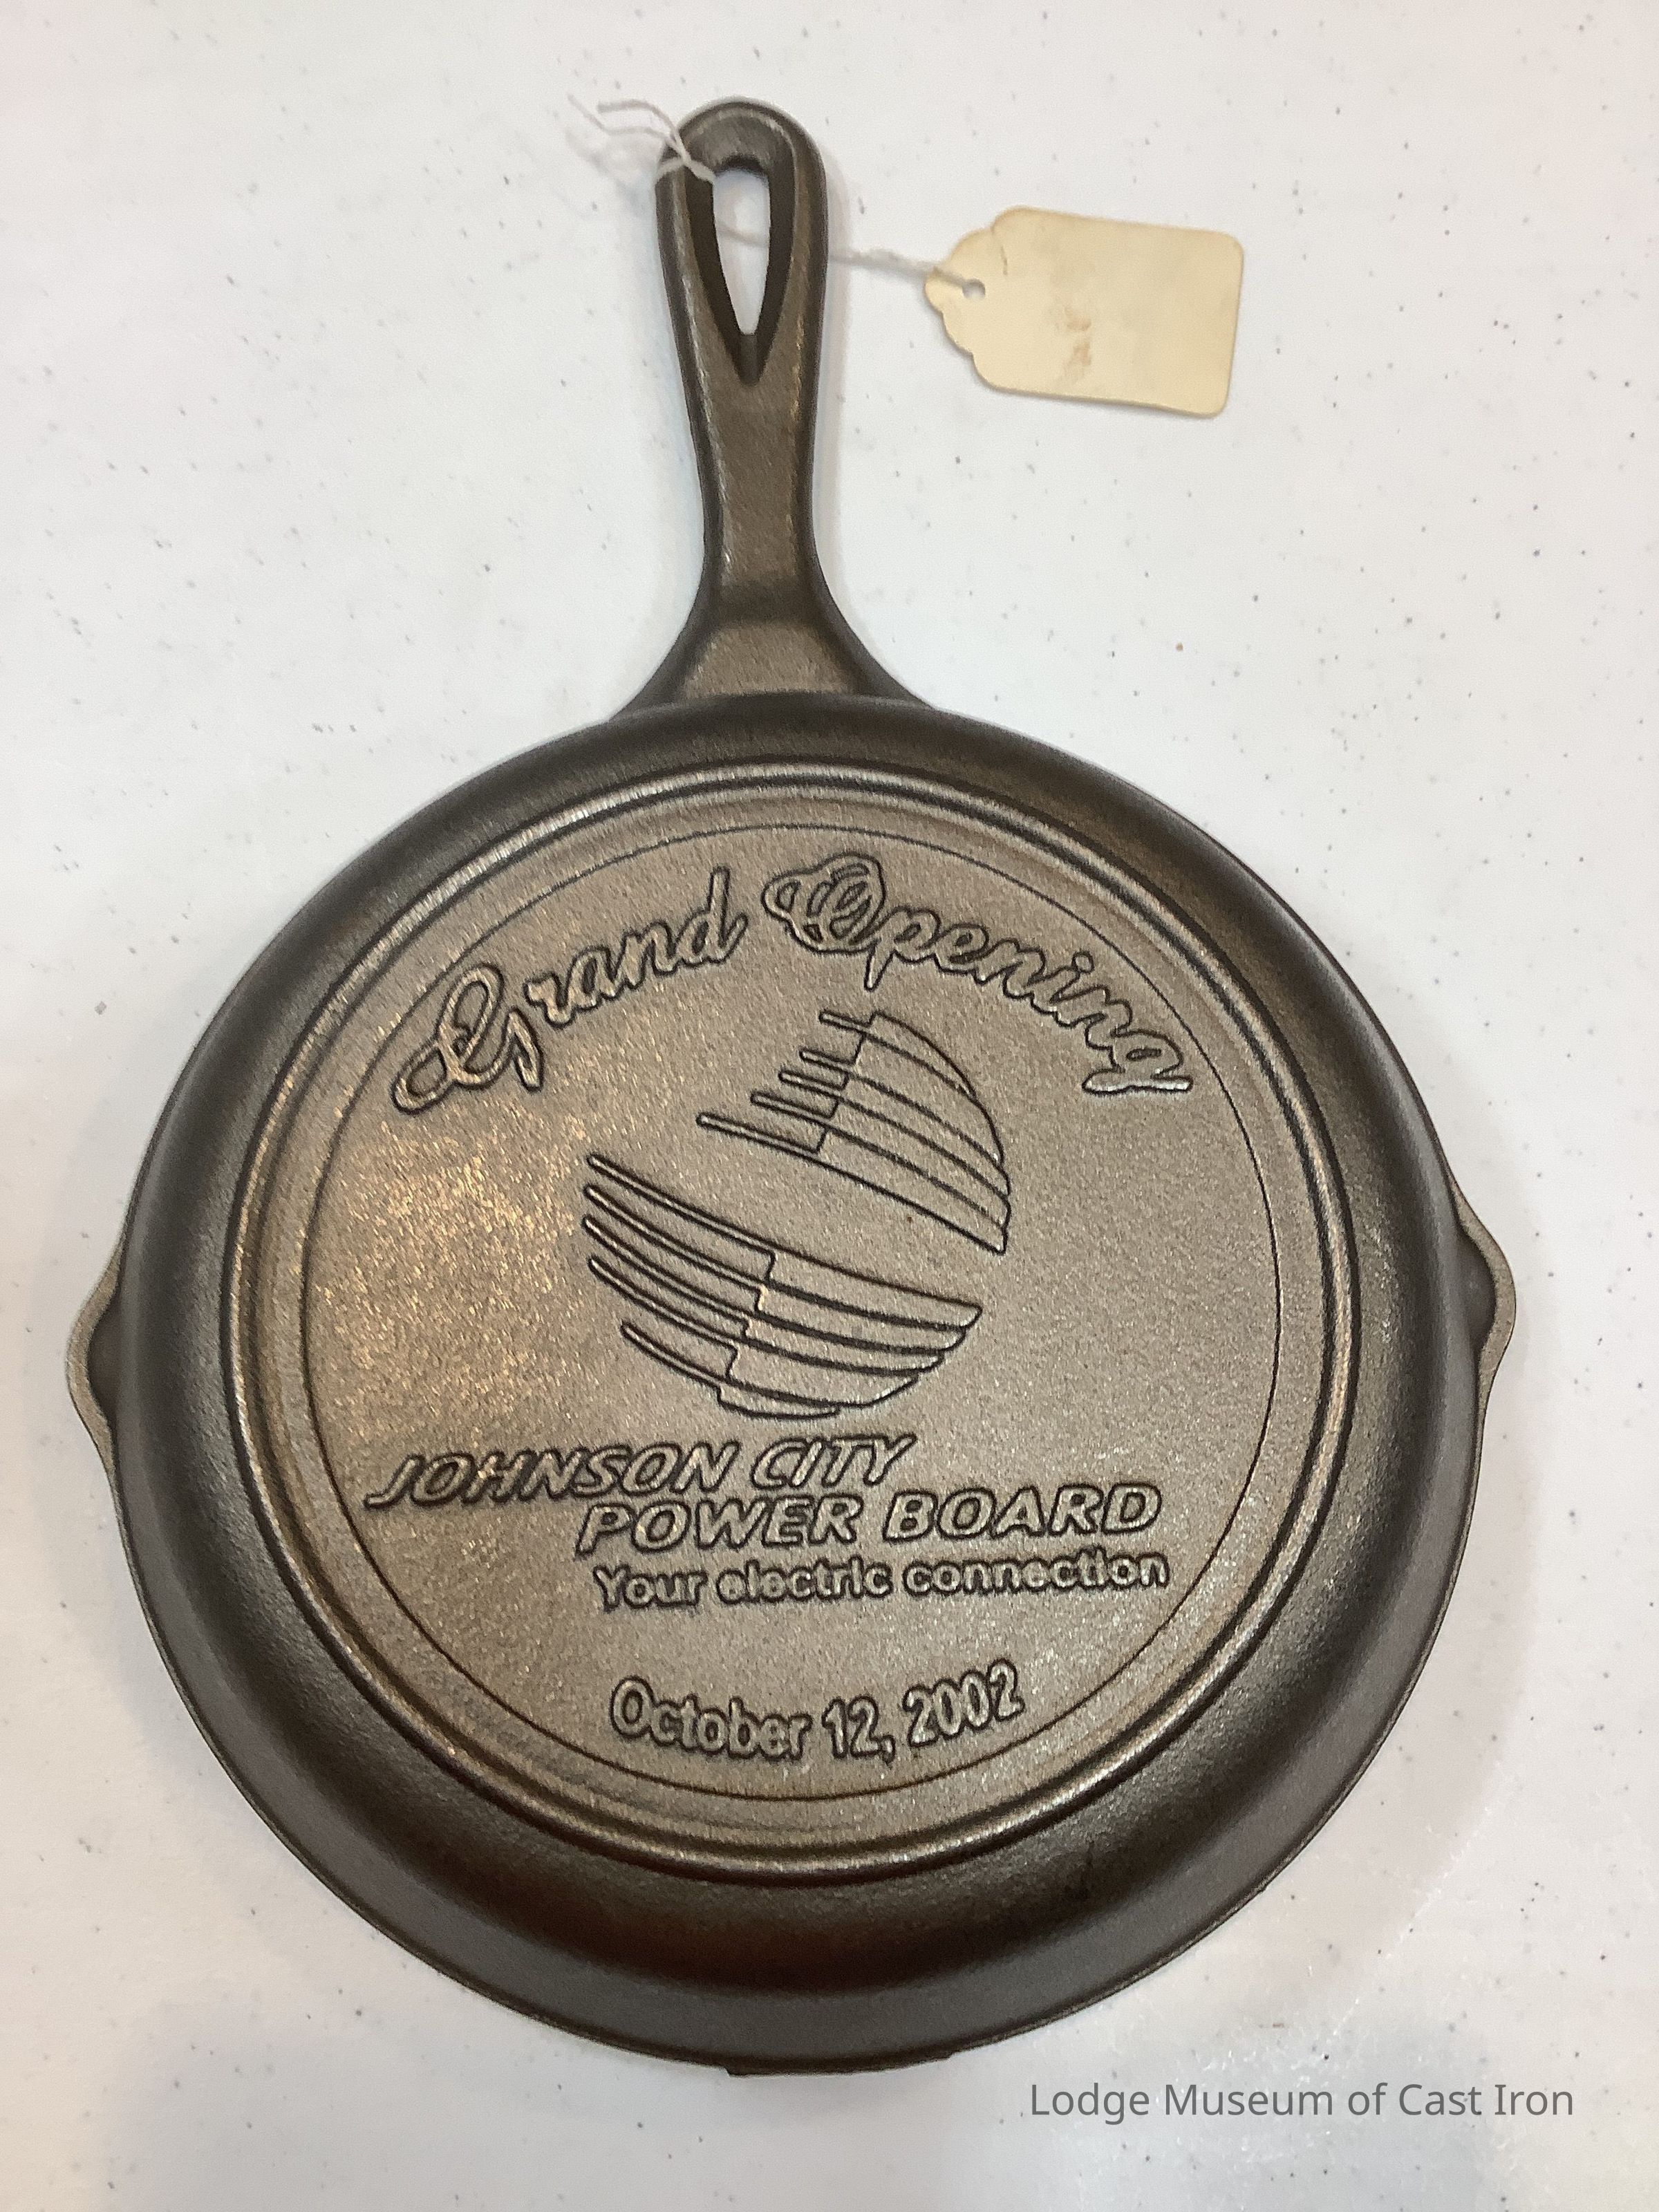 Grand Opening
JOHNSON CITY
POWER BOARD
Your electric connection
October 12, 2002
Lodge Museum of Cast Iron